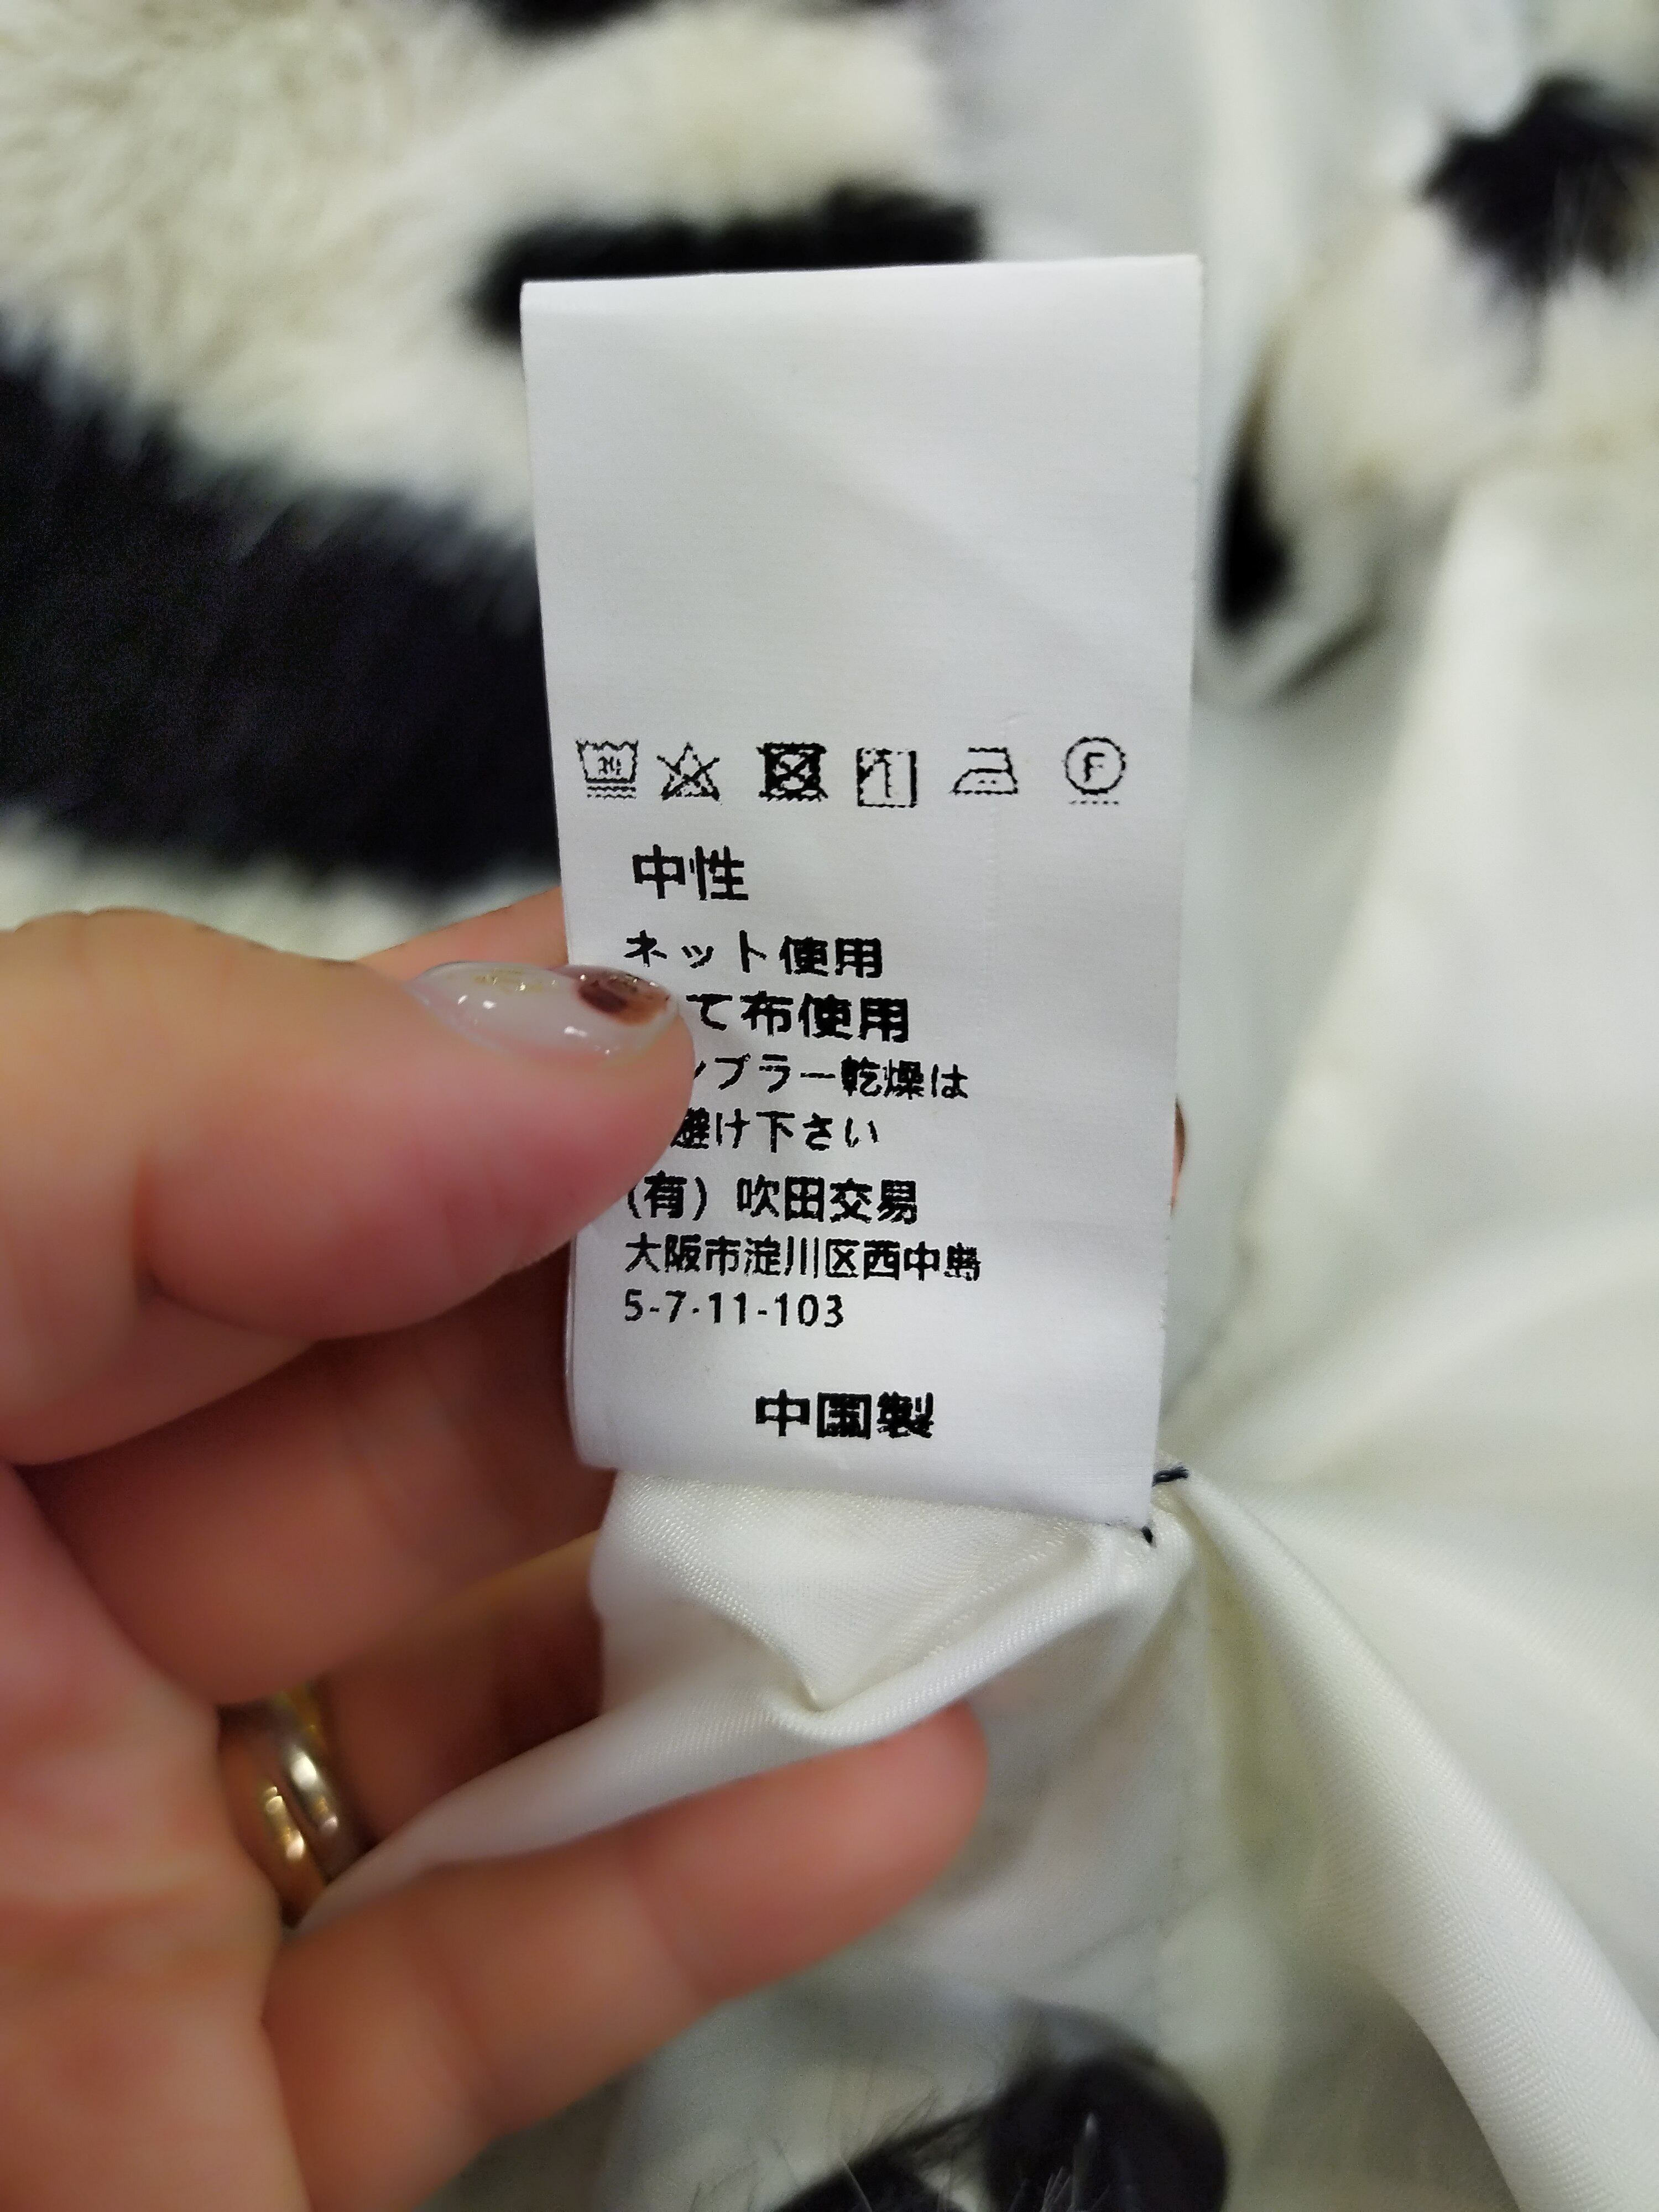 F
中性
ネット使用
て布使用
ンブラー乾燥は
避け下さい
(有) 吹田交易
大阪市淀川区西中島
5-7-11-103
中国製